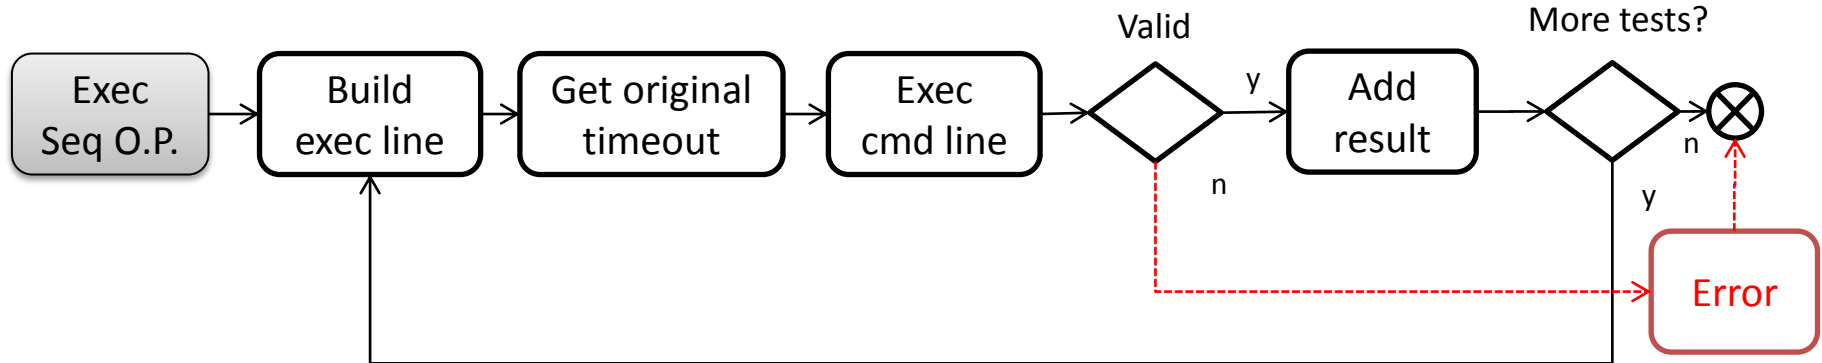 Exec
Seq O.P.
Build
exec line
Get original
timeout
Exec
cmd line
Valid
y
n
Add
result
More tests?
n
y
Error